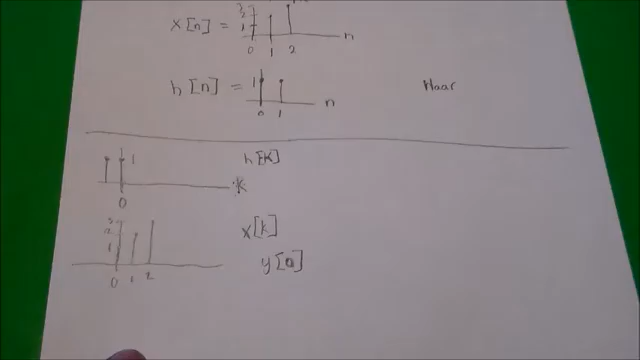 3
2
x[n] = 1
0 1 2 n
h[n] = 1 Haar
0 1 n
1 h[k]
0 k
3
2 x[k]
1
0 1 2 y[0]